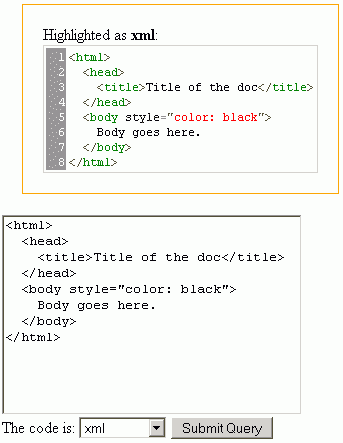 Highlighted as xml:
1 <html>
2   <head>
3     <title>Title of the doc</title>
4   </head>
5   <body style="color: black">
6     Body goes here.
7   </body>
8 </html>
<html>
  <head>
    <title>Title of the doc</title>
  </head>
  <body style="color: black">
    Body goes here.
  </body>
</html>
The code is: xml Submit Query